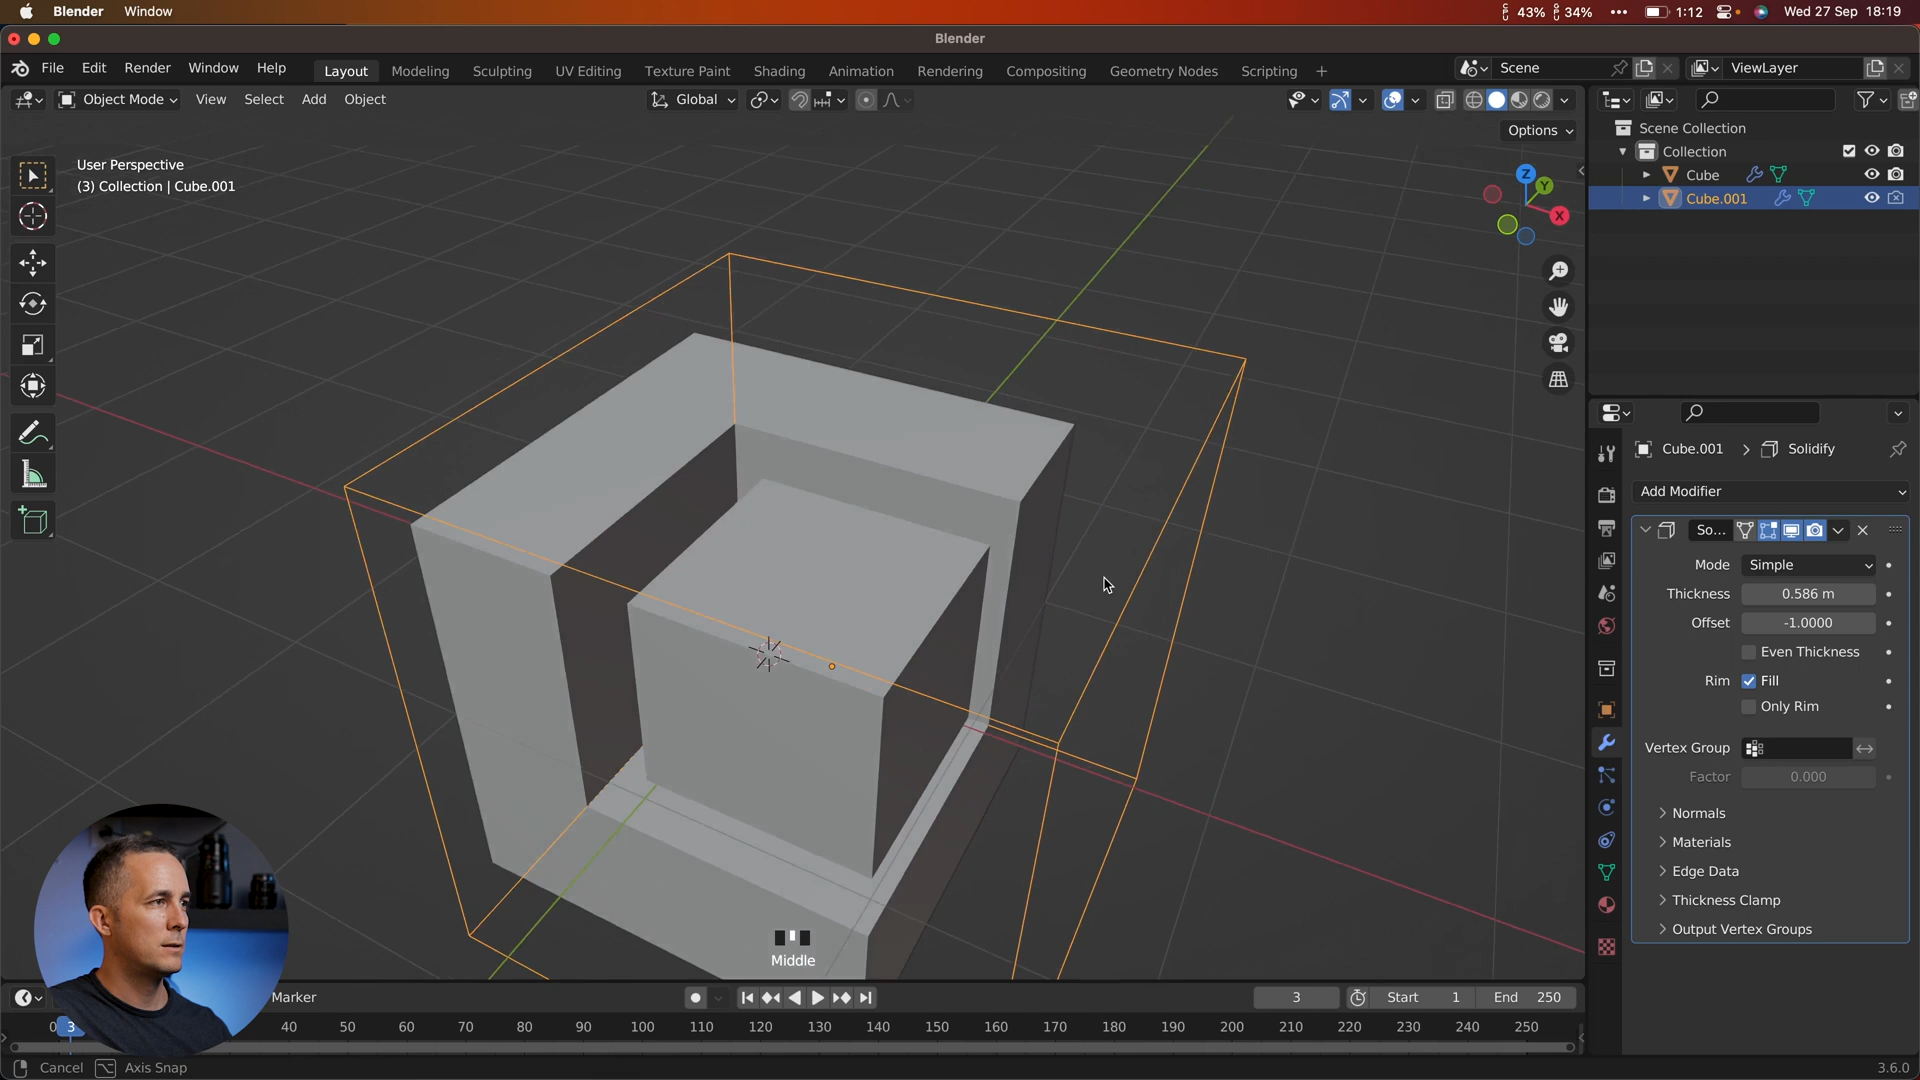 Blender Window 43% 34% ••• 1:12 Wed 27 Sep 18:19
Blender
File Edit Render Window Help Layout Modeling Sculpting UV Editing Texture Paint Shading Animation Rendering Compositing Geometry Nodes Scripting + Scene ViewLayer
Object Mode View Select Add Object Global
Options
User Perspective
(3) Collection | Cube.001
Z
Y
X
Scene Collection
Collection
Cube
Cube.001
Cube.001 > Solidify
Add Modifier
So...
Mode Simple
Thickness 0.586 m
Offset -1.0000
Even Thickness
Rim Fill
Only Rim
Vertex Group
Factor 0.000
Normals
Materials
Edge Data
Thickness Clamp
Output Vertex Groups
Middle
Marker 3 Start 1 End 250
0 3 40 50 60 70 80 90 100 110 120 130 140 150 160 170 180 190 200 210 220 230 240 250
Cancel Axis Snap 3.6.0